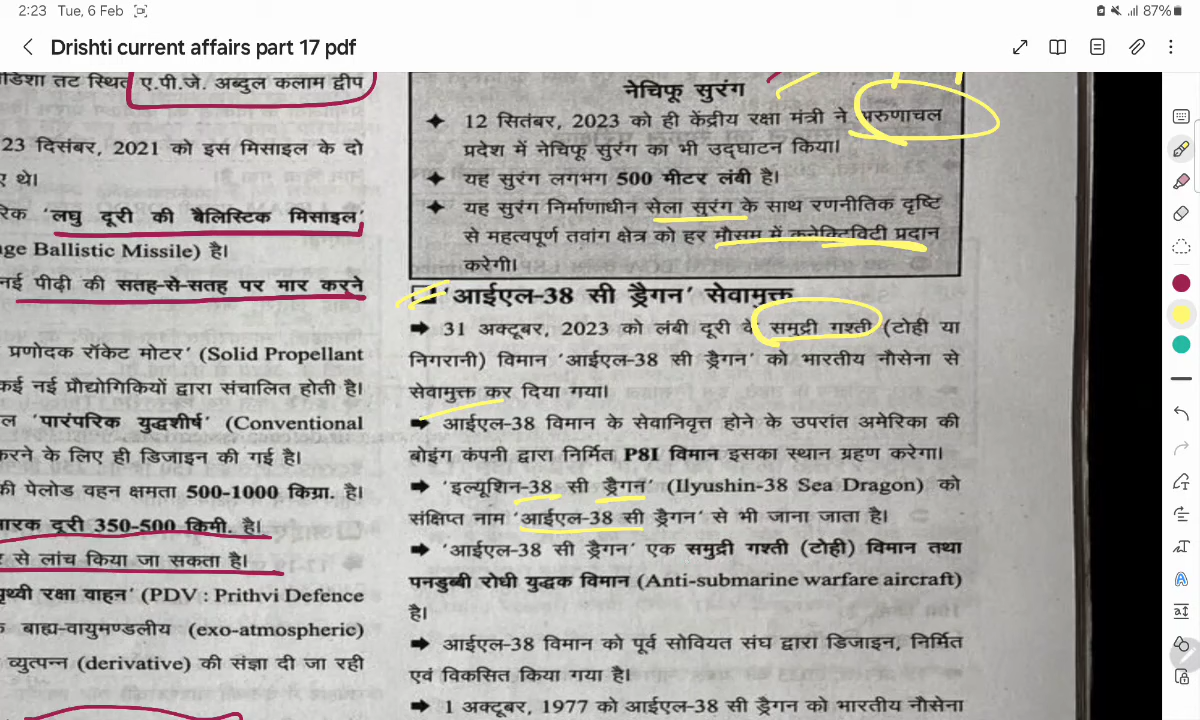 2:23 Tue, 6 Feb
87%
Drishti current affairs part 17 pdf
डिशा तट स्थित ए.पी.जे. अब्दुल कलाम द्वीप
23 दिसंबर, 2021 को इस मिसाइल के दो
ए थे।
रिक 'लघु दूरी की बैलिस्टिक मिसाइल'
ge Ballistic Missile) है।
नई पीढ़ी की सतह-से-सतह पर मार करने
प्रणोदक रॉकेट मोटर' (Solid Propellant
कई नई प्रौद्योगिकियों द्वारा संचालित होती है।
ल 'पारंपरिक युद्धशीर्ष' (Conventional
करने के लिए ही डिजाइन की गई है।
की पेलोड वहन क्षमता 500-1000 किग्रा. है।
मारक दूरी 350-500 किमी. है।
र से लांच किया जा सकता है।
पृथ्वी रक्षा वाहन' (PDV : Prithvi Defence
बाह्य-वायुमण्डलीय (exo-atmospheric)
व्युत्पन्न (derivative) की संज्ञा दी जा रही
नेचिफू सुरंग
✦ 12 सितंबर, 2023 को ही केंद्रीय रक्षा मंत्री ने अरुणाचल
प्रदेश में नेचिफू सुरंग का भी उद्घाटन किया।
✦ यह सुरंग लगभग 500 मीटर लंबी है।
✦ यह सुरंग निर्माणाधीन सेला सुरंग के साथ रणनीतिक दृष्टि
से महत्वपूर्ण तवांग क्षेत्र को हर मौसम में कनेक्टिविटी प्रदान
करेगी।
❑ 'आईएल-38 सी ड्रैगन' सेवामुक्त
➡ 31 अक्टूबर, 2023 को लंबी दूरी के समुद्री गश्ती (टोही या
निगरानी) विमान 'आईएल-38 सी ड्रैगन' को भारतीय नौसेना से
सेवामुक्त कर दिया गया।
➡ आईएल-38 विमान के सेवानिवृत्त होने के उपरांत अमेरिका की
बोइंग कंपनी द्वारा निर्मित P8I विमान इसका स्थान ग्रहण करेगा।
➡ 'इल्यूशिन-38 सी ड्रैगन' (Ilyushin-38 Sea Dragon) को
संक्षिप्त नाम 'आईएल-38 सी ड्रैगन' से भी जाना जाता है।
➡ 'आईएल-38 सी ड्रैगन' एक समुद्री गश्ती (टोही) विमान तथा
पनडुब्बी रोधी युद्धक विमान (Anti-submarine warfare aircraft)
है।
➡ आईएल-38 विमान को पूर्व सोवियत संघ द्वारा डिजाइन, निर्मित
एवं विकसित किया गया है।
➡ 1 अक्टूबर, 1977 को आईएल-38 सी ड्रैगन को भारतीय नौसेना